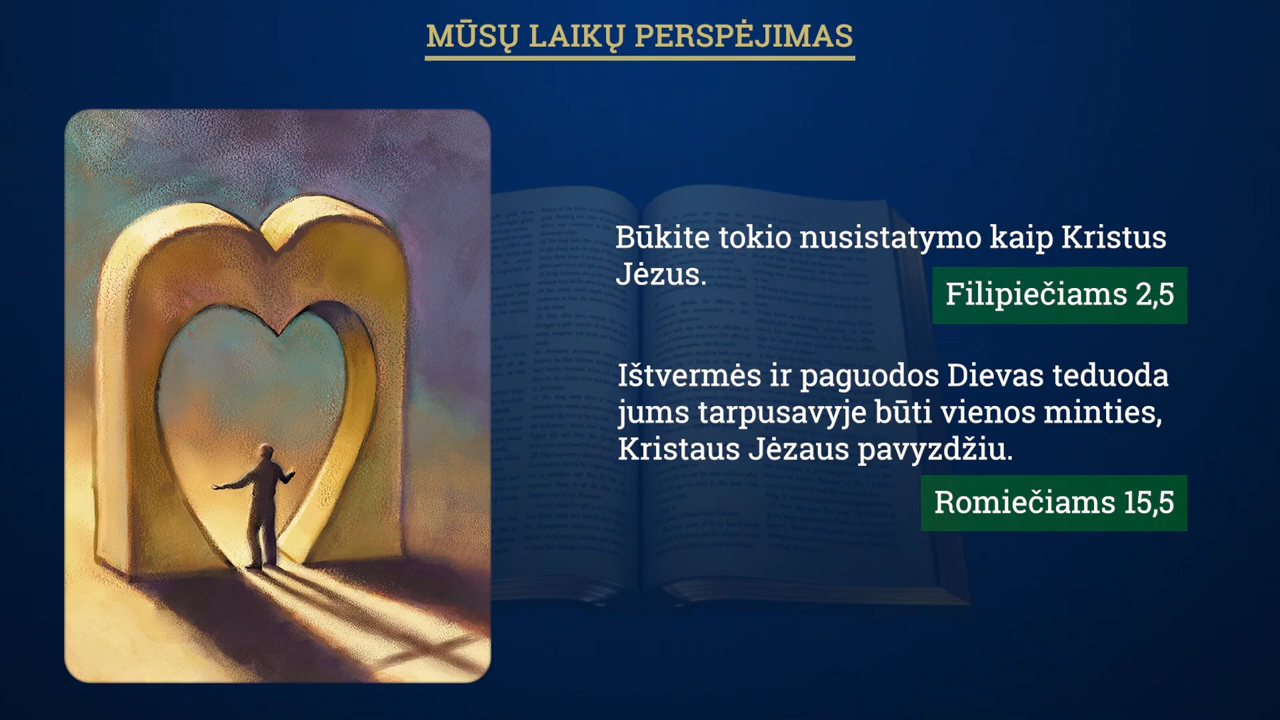 MŪSŲ LAIKŲ PERSPĖJIMAS
Būkite tokio nusistatymo kaip Kristus
Jėzus.
Filipiečiams 2,5
Ištvermės ir paguodos Dievas teduoda
jums tarpusavyje būti vienos minties,
Kristaus Jėzaus pavyzdžiu.
Romiečiams 15,5